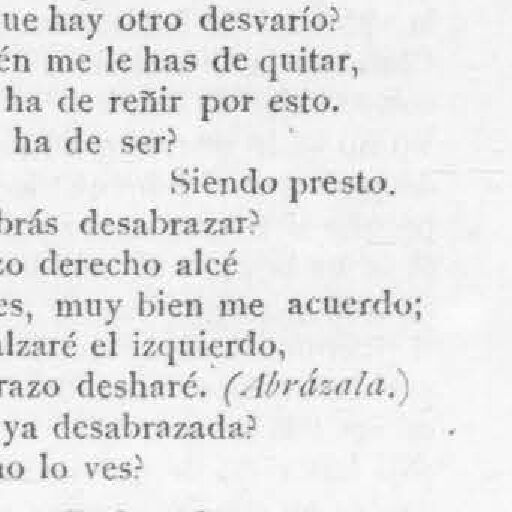 ue hay otro desvarío?
én me le has de quitar,
ha de reñir por esto.
ha de ser?
Siendo presto.
brás desabrazar?
zo derecho alcé
es, muy bien me acuerdo;
alzaré el izquierdo,
razo desharé. (Abrázala.)
ya desabrazada?
no lo ves?